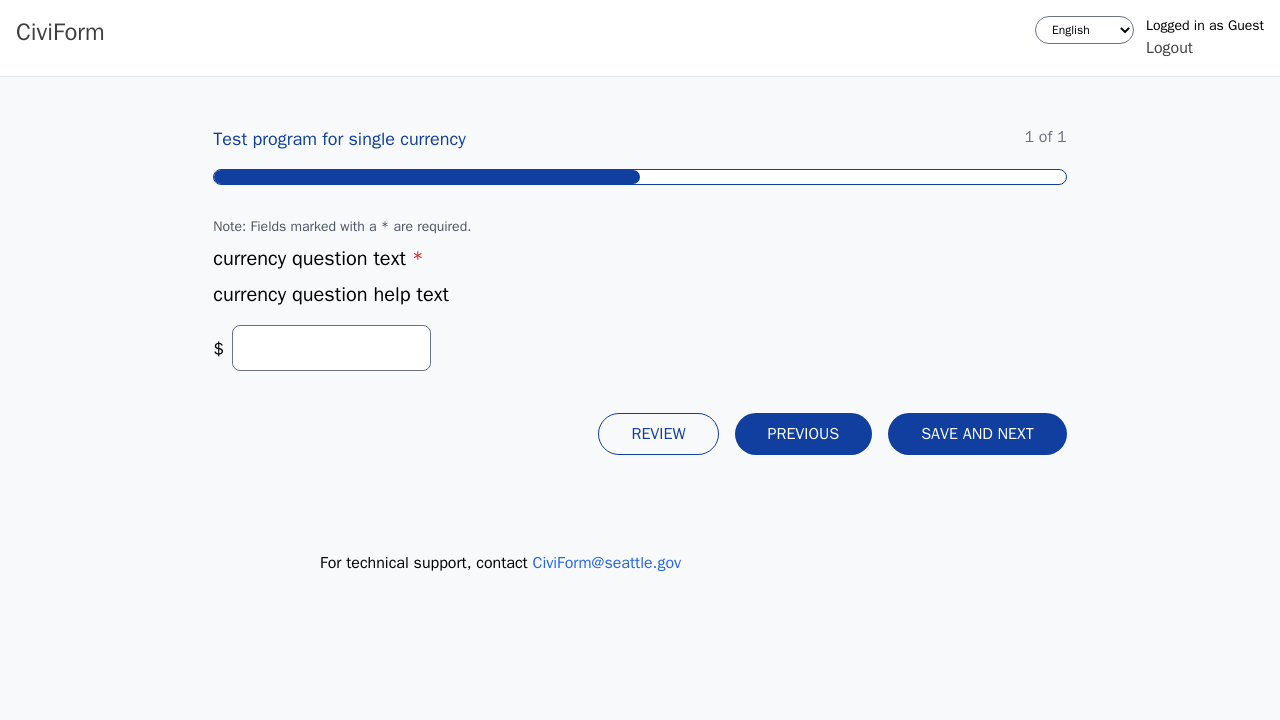 CiviForm
English
Logged in as Guest
Logout
Test program for single currency
1 of 1
Note: Fields marked with a * are required.
currency question text *
currency question help text
$
REVIEW
PREVIOUS
SAVE AND NEXT
For technical support, contact CiviForm@seattle.gov